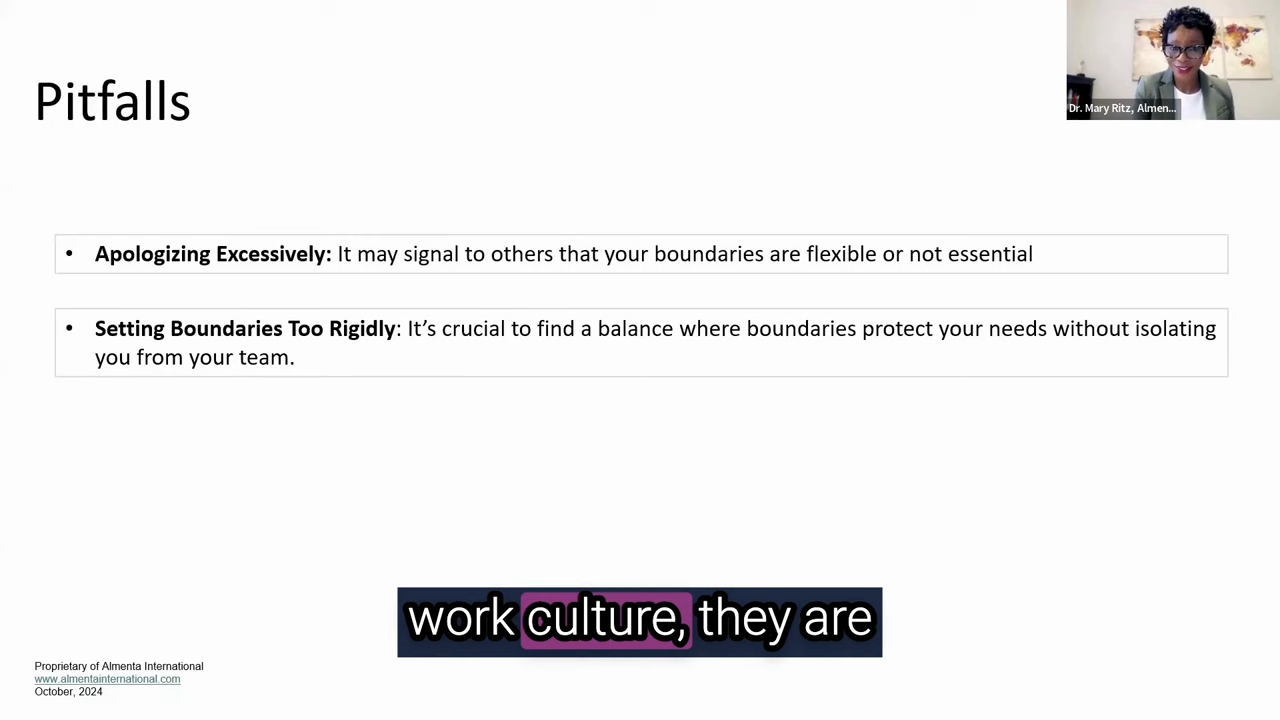 Pitfalls
Dr. Mary Ritz, Almen...
• Apologizing Excessively: It may signal to others that your boundaries are flexible or not essential
• Setting Boundaries Too Rigidly: It’s crucial to find a balance where boundaries protect your needs without isolating
you from your team.
work culture, they are
Proprietary of Almenta International
www.almentainternational.com
October, 2024